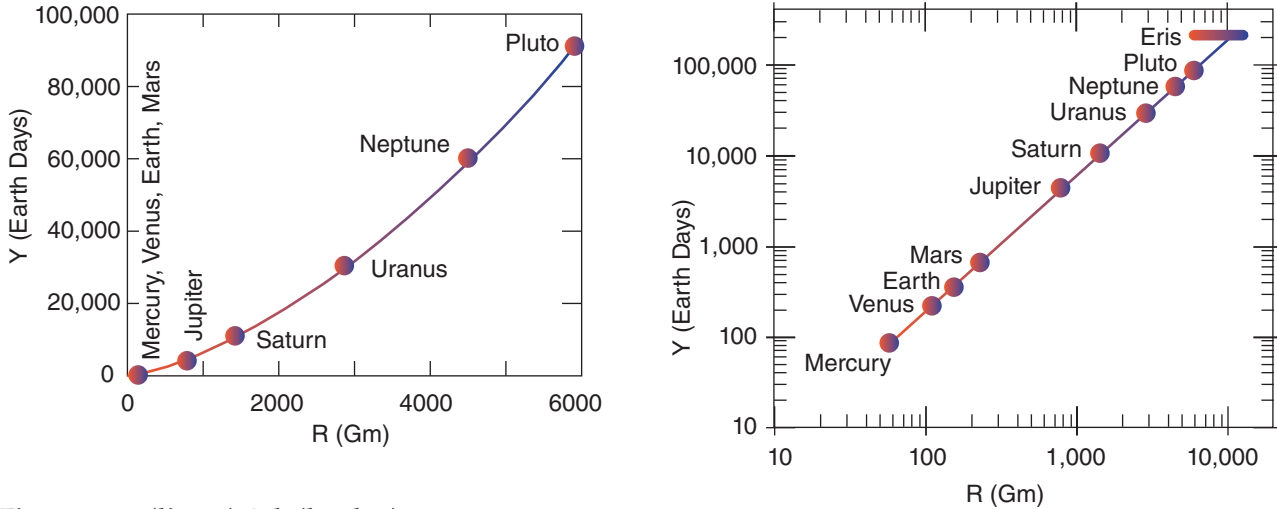 100,000
80,000
60,000
40,000
20,000
0
Y (Earth Days)
Mercury, Venus, Earth, Mars
Jupiter
Saturn
Uranus
Neptune
Pluto
0
2000
4000
6000
R (Gm)
100,000
10,000
1,000
100
10
Y (Earth Days)
Eris
Pluto
Neptune
Uranus
Saturn
Jupiter
Mars
Earth
Venus
Mercury
10
100
1,000
10,000
R (Gm)